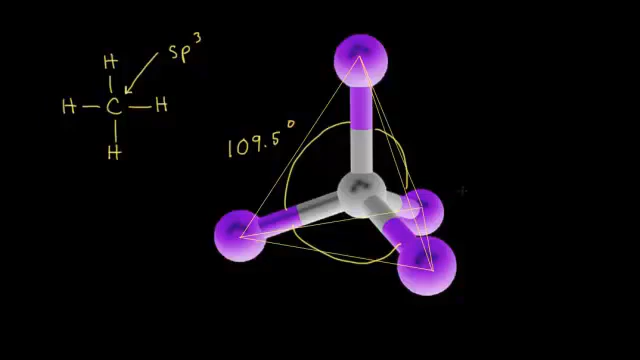 sp³
H
H – C – H
H
109.5°